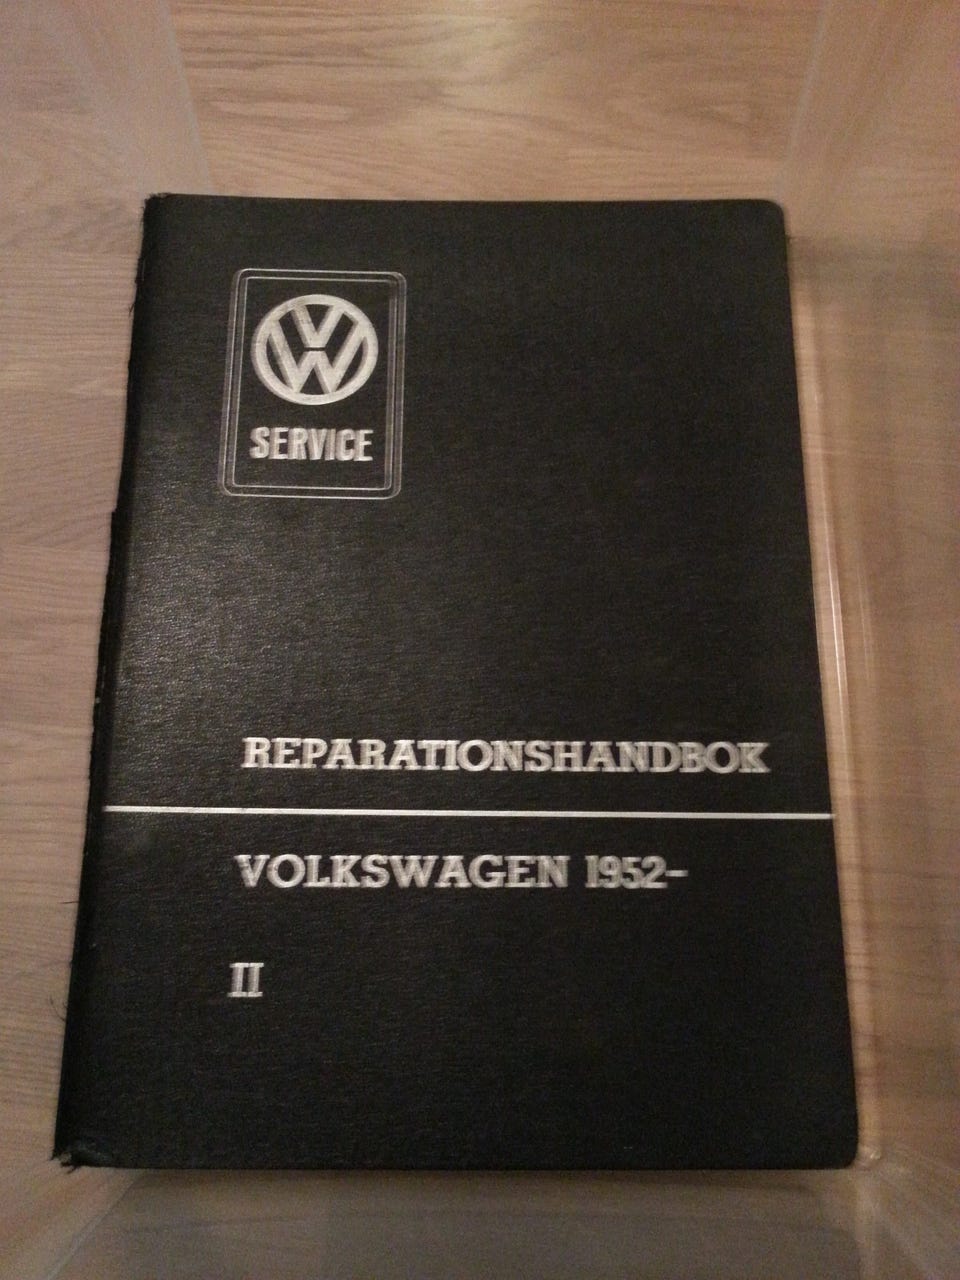 VW
SERVICE
REPARATIONSHANDBOK
VOLKSWAGEN 1952-
II